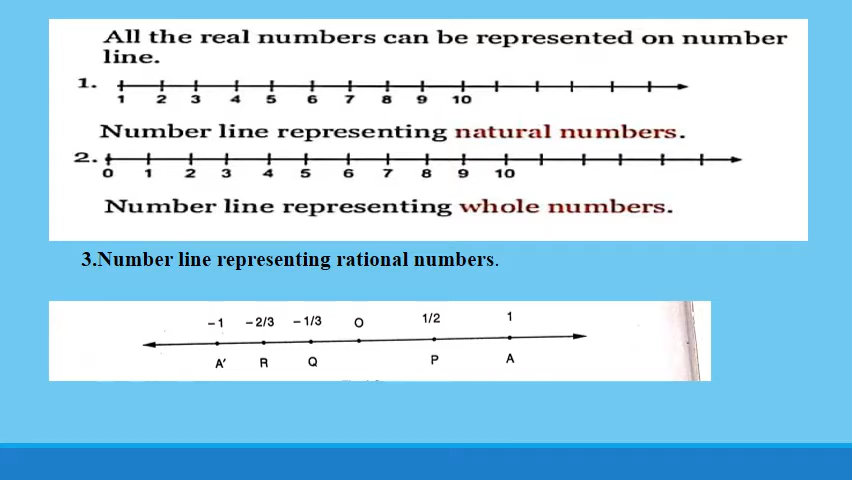 All the real numbers can be represented on number
line.
1.
1 2 3 4 5 6 7 8 9 10
Number line representing natural numbers.
2.
0 1 2 3 4 5 6 7 8 9 10
Number line representing whole numbers.
3.Number line representing rational numbers.
−1 −2/3 −1/3 O 1/2 1
A′ R Q P A